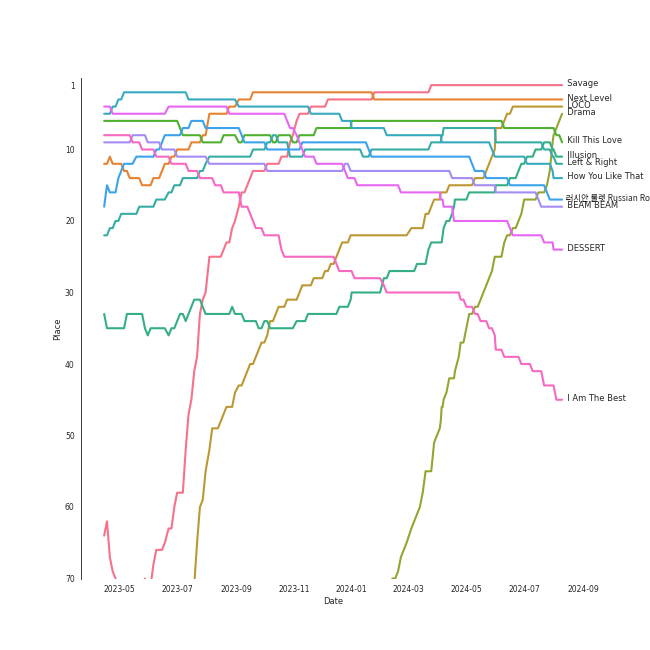 1
10
20
30
40
50
60
70
Place
2023-05
2023-07
2023-09
2023-11
2024-01
2024-03
2024-05
2024-07
2024-09
Date
Savage
Next Level
LOCO
Drama
Kill This Love
Illusion
Left & Right
How You Like That
러시안 룰렛 Russian Ro
BEAM BEAM
DESSERT
I Am The Best